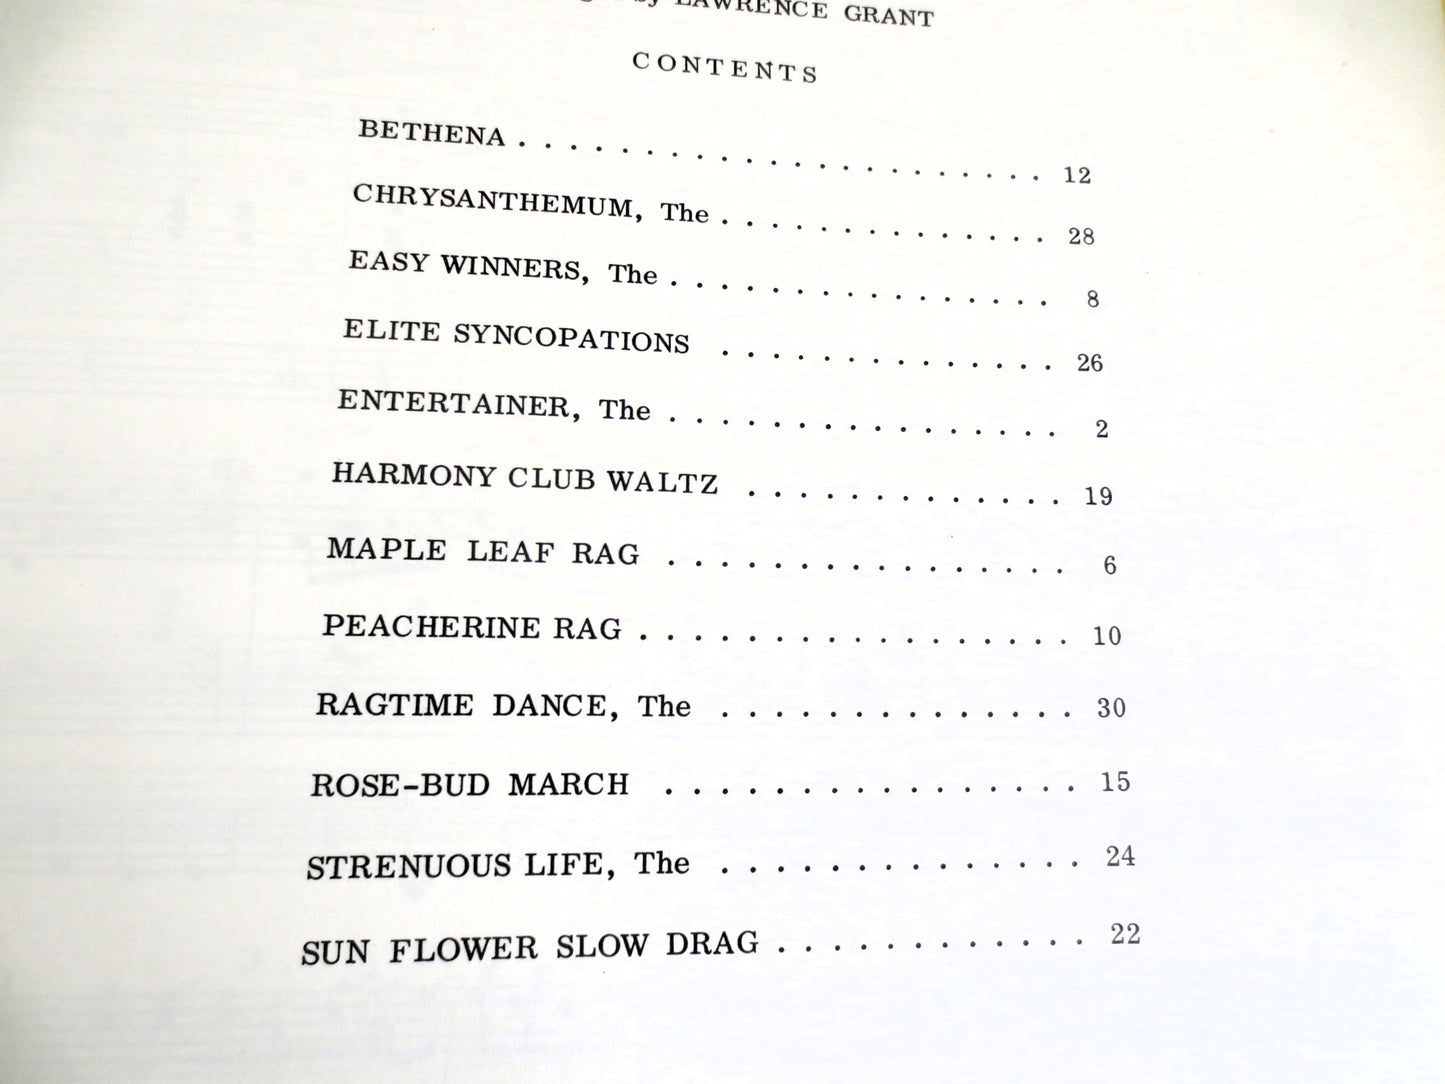 by LAWRENCE GRANT
CONTENTS
BETHENA . . . . . . . . . . . . . . . . . . . . . 12
CHRYSANTHEMUM, The . . . . . . . . . . . . . . 28
EASY WINNERS, The . . . . . . . . . . . . . . . . 8
ELITE SYNCOPATIONS . . . . . . . . . . . . . . 26
ENTERTAINER, The . . . . . . . . . . . . . . . . 2
HARMONY CLUB WALTZ . . . . . . . . . . . . . 19
MAPLE LEAF RAG . . . . . . . . . . . . . . . . 6
PEACHERINE RAG . . . . . . . . . . . . . . . . . 10
RAGTIME DANCE, The . . . . . . . . . . . . . . 30
ROSE-BUD MARCH . . . . . . . . . . . . . . . . 15
STRENUOUS LIFE, The . . . . . . . . . . . . . . 24
SUN FLOWER SLOW DRAG . . . . . . . . . . . . 22